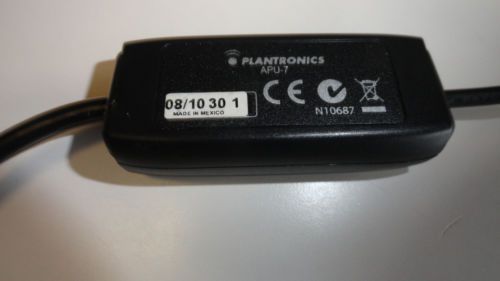 PLANTRONICS
APU-7
08/10 30 1
MADE IN MEXICO
CE
N10687